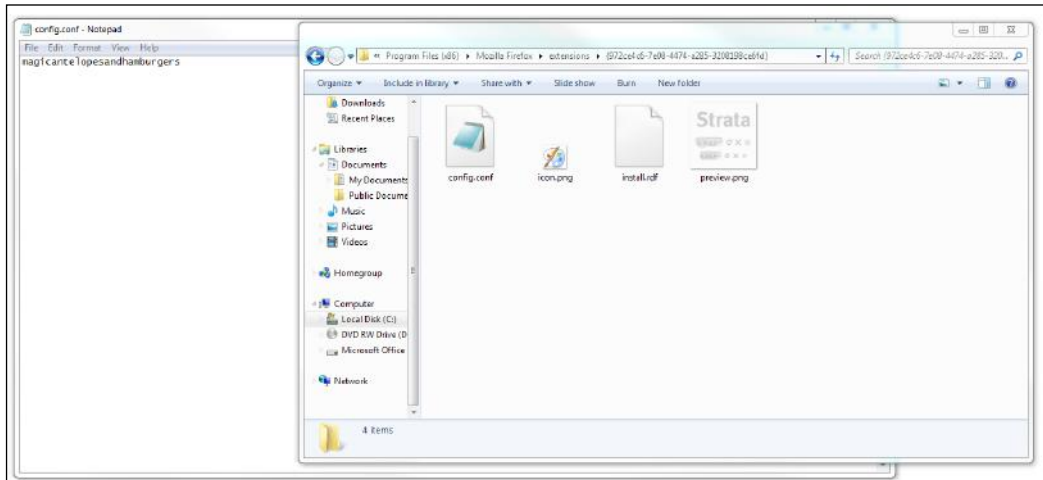 config.conf - Notepad
File Edit Format View Help
magicantelopesandhamburgers
« Program Files (x86) ▸ Mozilla Firefox ▸ extensions ▸
Organize Include in library Share with Slide show Burn New folder
Downloads
Recent Places
Libraries
Documents
My Documents
Public Docume
Music
Pictures
Videos
Homegroup
Computer
Local Disk (C:)
DVD RW Drive (D
Microsoft Office
Network
Strata
config.conf
icon.png
install.rdf
preview.png
4 items